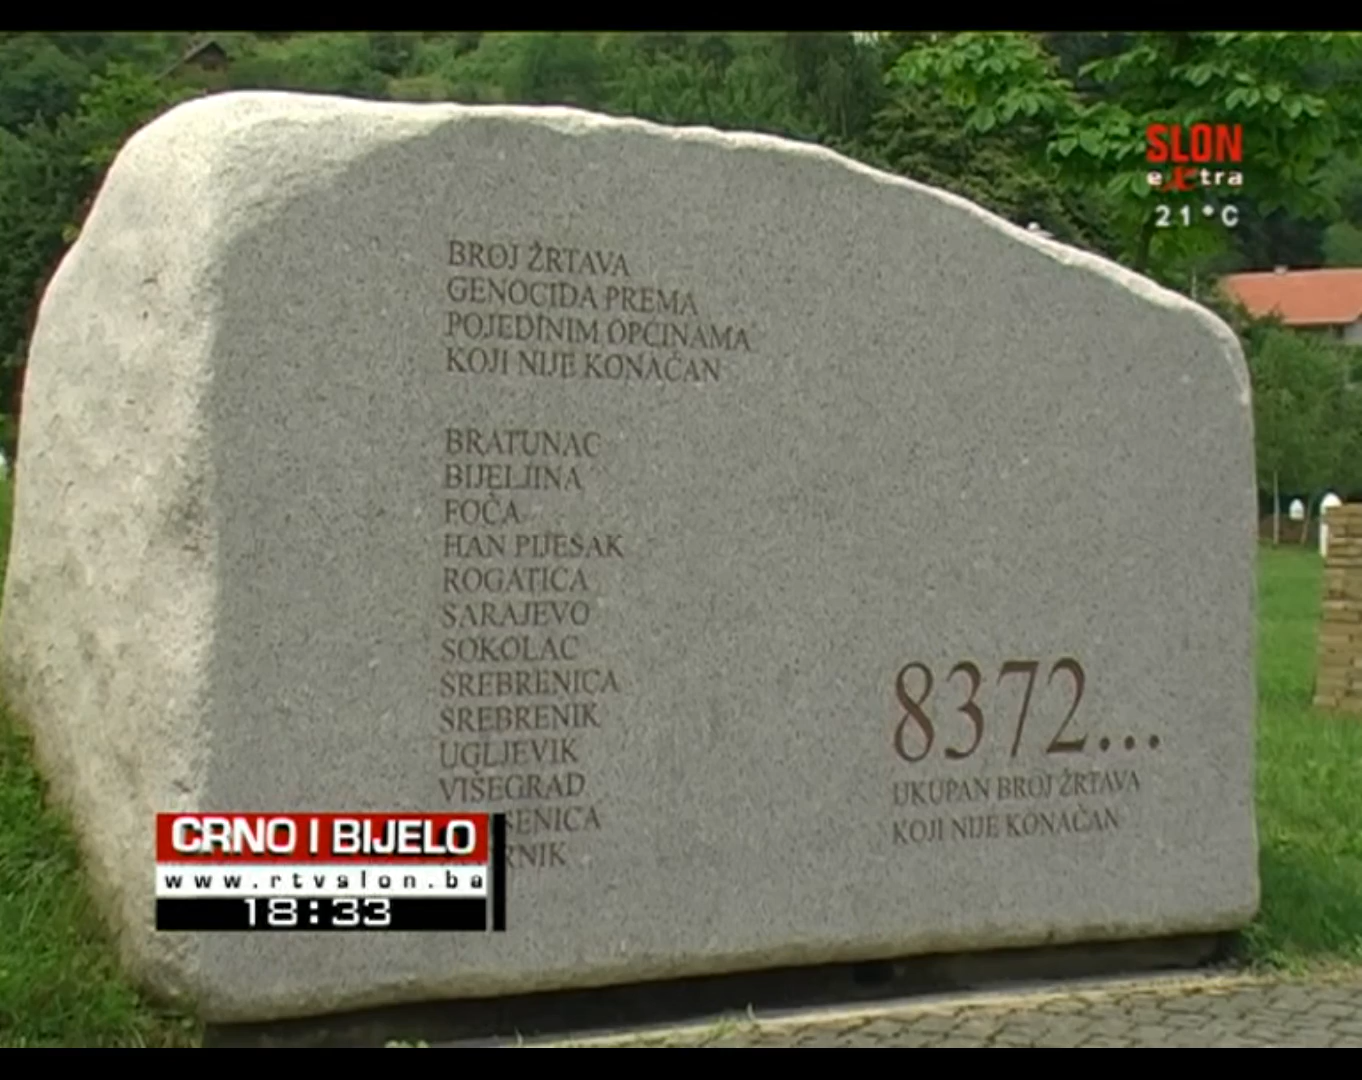 SLON
extra
21°C
BROJ ŽRTAVA
GENOCIDA PREMA
POJEDINIM OPĆINAMA
KOJI NIJE KONAČAN
BRATUNAC
BIJELJINA
FOČA
HAN PIJESAK
ROGATICA
SARAJEVO
SOKOLAC
SREBRENICA
SREBRENIK
UGLJEVIK
VIŠEGRAD
8372...
UKUPAN BROJ ŽRTAVA
KOJI NIJE KONAČAN
CRNO I BIJELO
www.rtvslon.ba
18:33